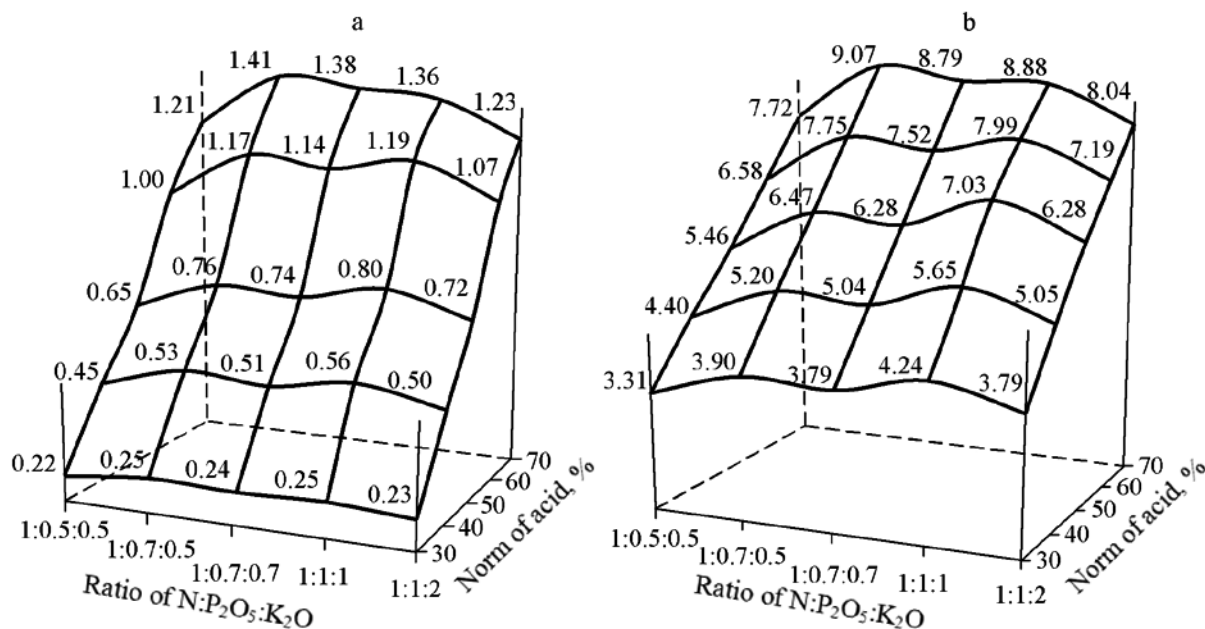 a
1.41 1.38 1.36 1.23
1.21
1.17 1.14 1.19 1.07
1.00
0.76 0.74 0.80 0.72
0.65
0.53 0.51 0.56 0.50
0.45
0.22 0.25 0.24 0.25 0.23
70
60
50
40
30
Norm of acid, %
1:0.5:0.5
1:0.7:0.5
1:0.7:0.7
1:1:1
1:1:2
Ratio of N:P₂O₅:K₂O
b
9.07 8.79 8.88 8.04
7.72
7.75 7.52 7.99 7.19
6.58
6.47 6.28 7.03 6.28
5.46
5.20 5.04 5.65 5.05
4.40
3.31 3.90 3.79 4.24 3.79
70
60
50
40
30
Norm of acid, %
1:0.5:0.5
1:0.7:0.5
1:0.7:0.7
1:1:1
1:1:2
Ratio of N:P₂O₅:K₂O